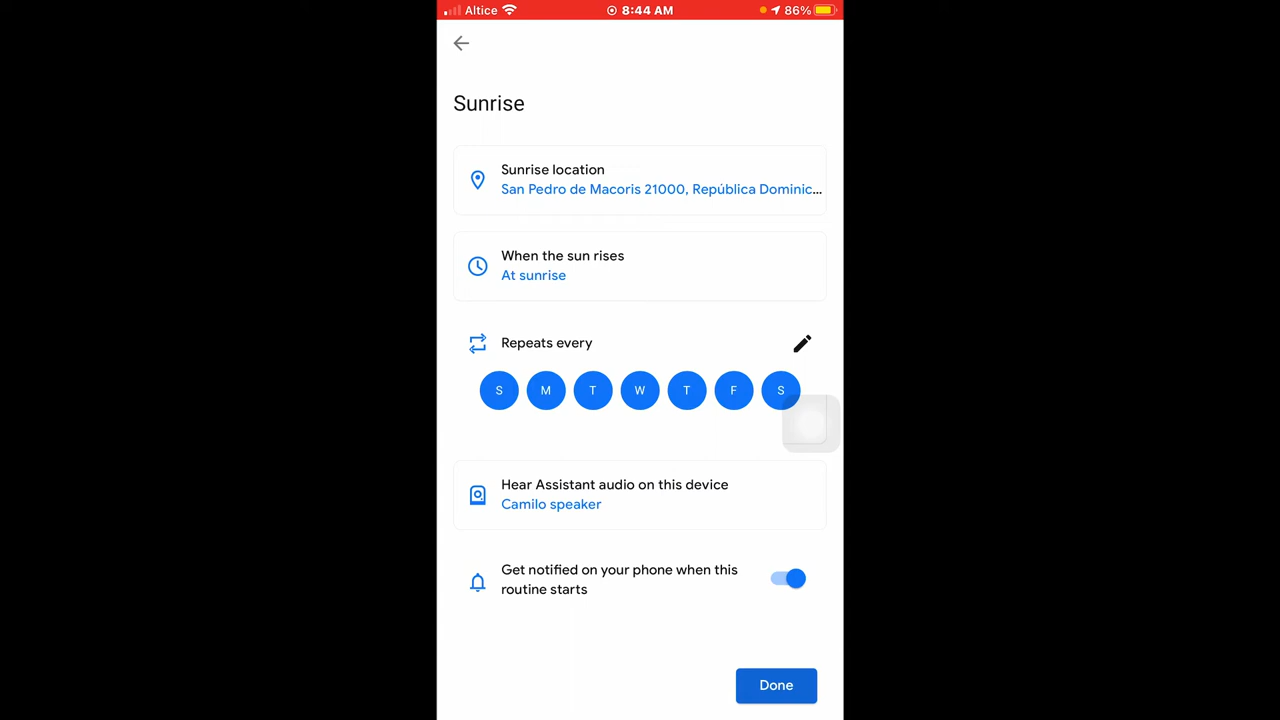 Altice 8:44 AM 86%
Sunrise
Sunrise location
San Pedro de Macoris 21000, República Dominic...
When the sun rises
At sunrise
Repeats every
S M T W T F S
Hear Assistant audio on this device
Camilo speaker
Get notified on your phone when this
routine starts
Done